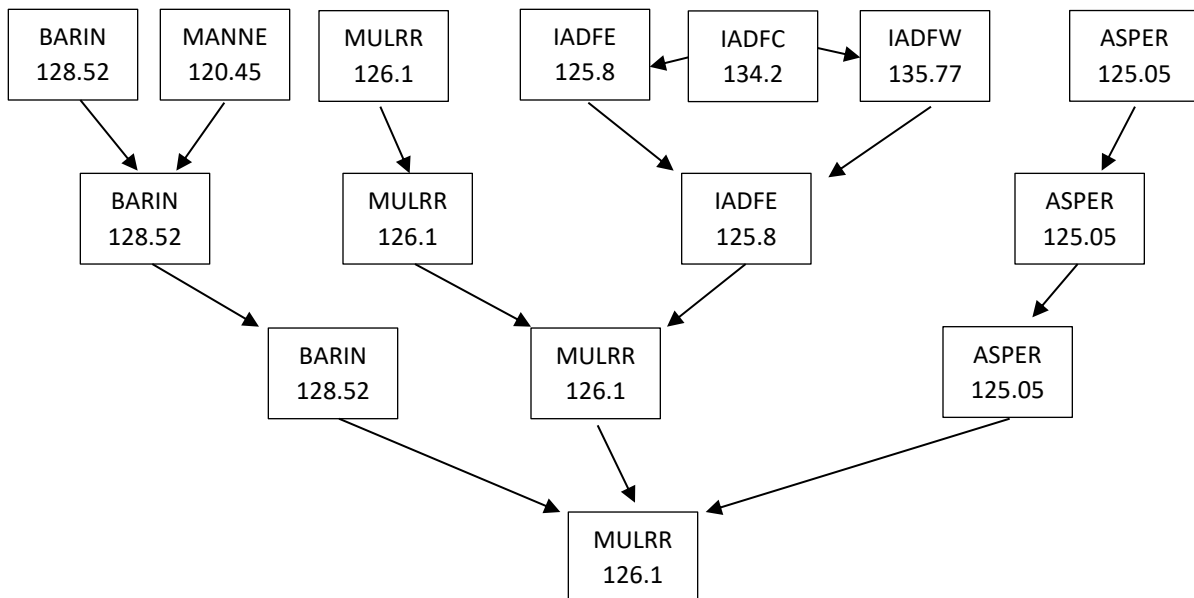 BARIN
128.52
MANNE
120.45
MULRR
126.1
IADFE
125.8
IADFC
134.2
IADFW
135.77
ASPER
125.05
BARIN
128.52
MULRR
126.1
IADFE
125.8
ASPER
125.05
BARIN
128.52
MULRR
126.1
ASPER
125.05
MULRR
126.1